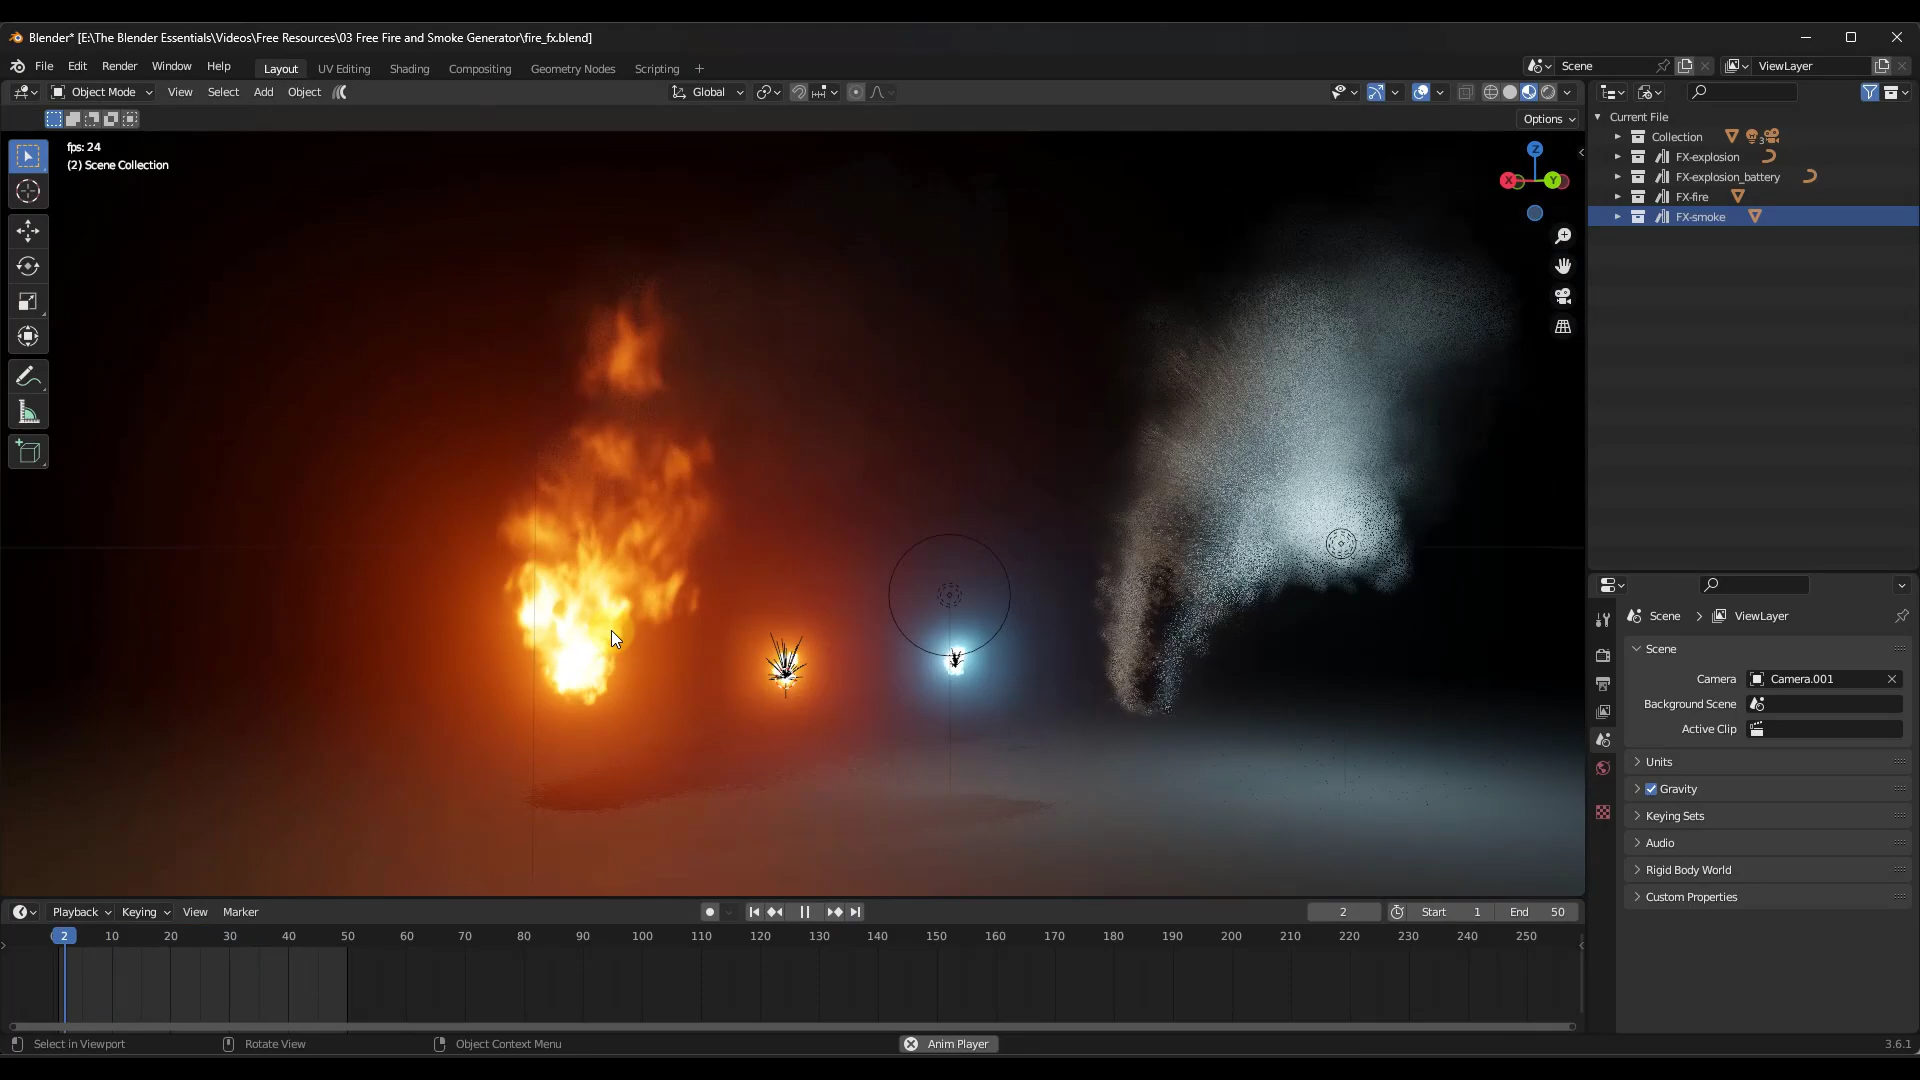 Blender* [E:\The Blender Essentials\Videos\Free Resources\03 Free Fire and Smoke Generator\fire_fx.blend]
File Edit Render Window Help Layout UV Editing Shading Compositing Geometry Nodes Scripting + Scene ViewLayer
Object Mode View Select Add Object Global
Options
fps: 24
(2) Scene Collection
Z
X Y
Current File
Collection 3
FX-explosion
FX-explosion_battery
FX-fire
FX-smoke
Scene > ViewLayer
Scene
Camera Camera.001
Background Scene
Active Clip
Units
Gravity
Keying Sets
Audio
Rigid Body World
Custom Properties
Playback Keying View Marker 2 Start 1 End 50
2 10 20 30 40 50 60 70 80 90 100 110 120 130 140 150 160 170 180 190 200 210 220 230 240 250
Select in Viewport Rotate View Object Context Menu Anim Player 3.6.1